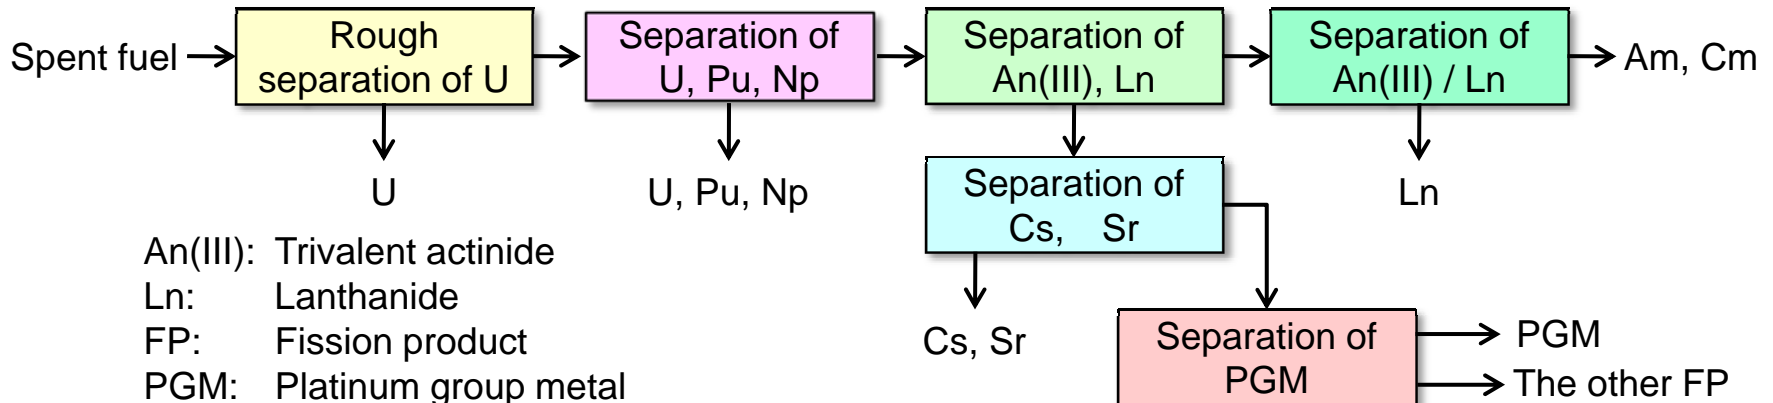 Spent fuel
Rough
separation of U
Separation of
U, Pu, Np
Separation of
An(III), Ln
Separation of
An(III) / Ln
Am, Cm
U
U, Pu, Np
Separation of
Cs, Sr
Ln
An(III): Trivalent actinide
Ln: Lanthanide
FP: Fission product
PGM: Platinum group metal
Cs, Sr
Separation of
PGM
PGM
The other FP